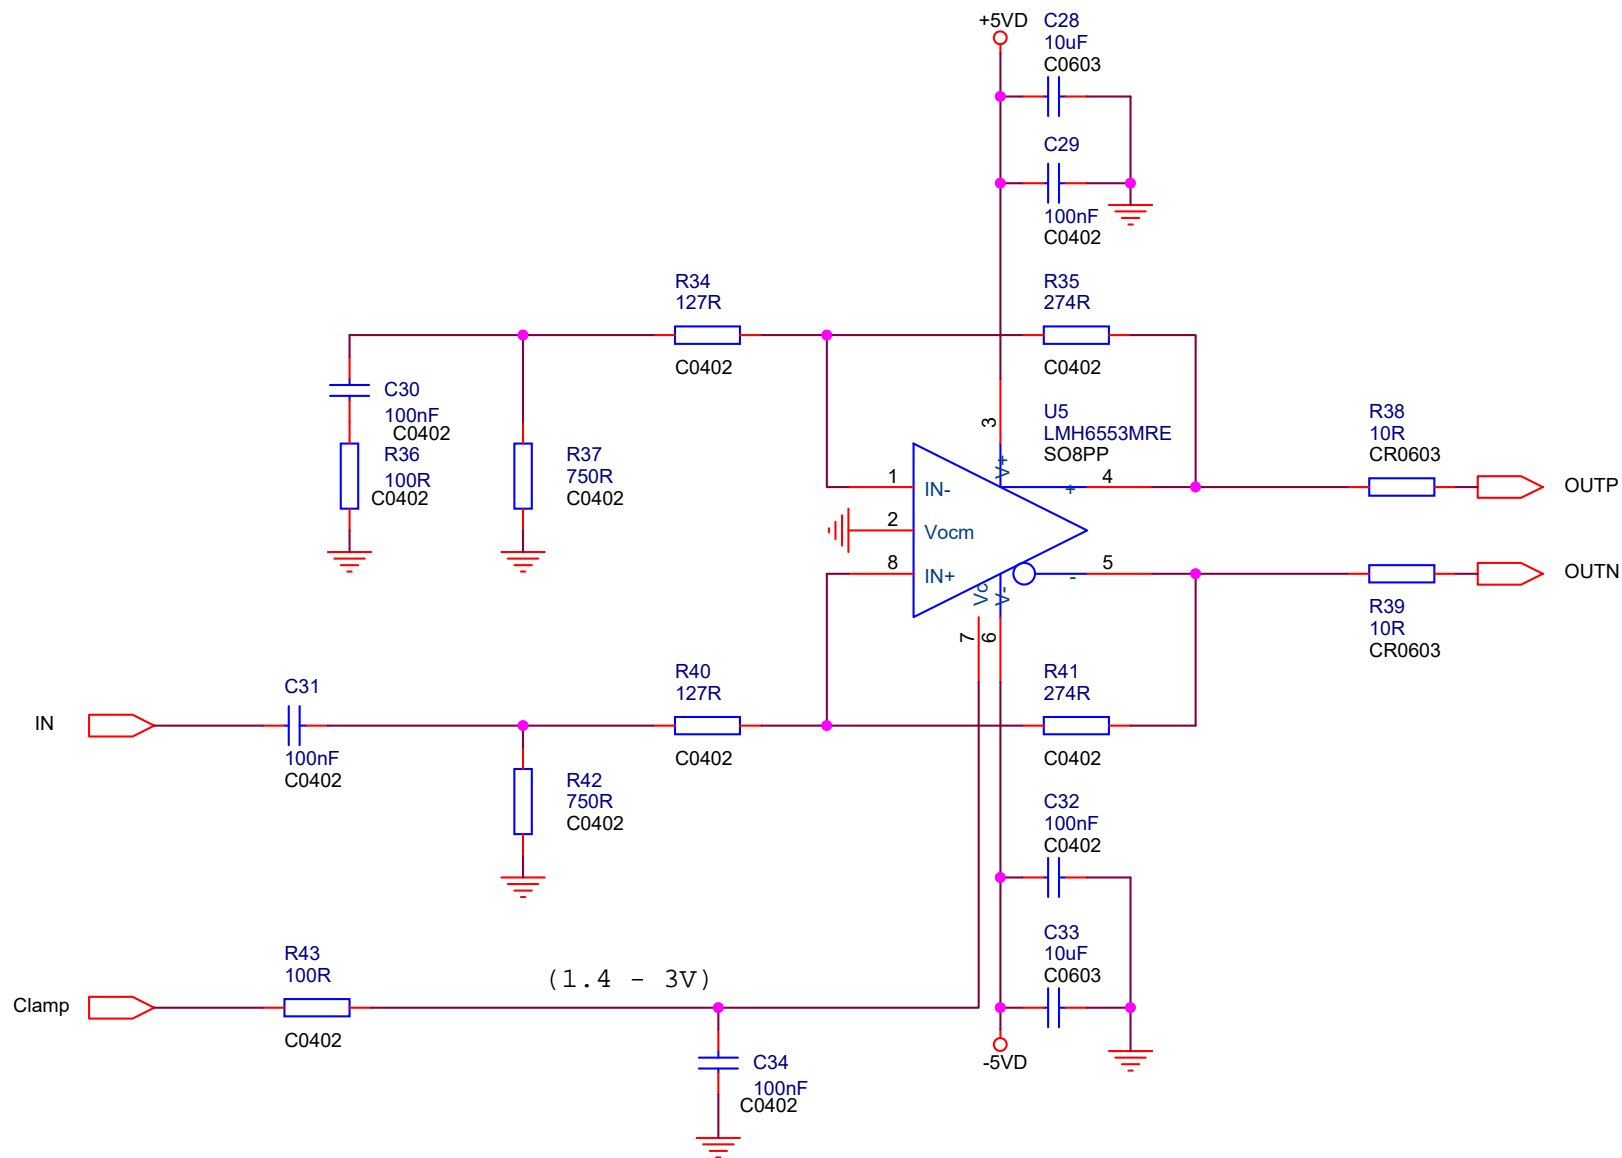 +5VD
C28
10uF
C0603
C29
100nF
C0402
R34
127R
C0402
R35
274R
C0402
C30
100nF
C0402
R36
100R
C0402
R37
750R
C0402
U5
LMH6553MRE
SO8PP
3
V+
1
IN-
2
Vocm
8
IN+
4
+
5
-
Vc
V-
7
6
R38
10R
CR0603
OUTP
OUTN
R39
10R
CR0603
IN
C31
100nF
C0402
R40
127R
C0402
R41
274R
C0402
R42
750R
C0402
C32
100nF
C0402
C33
10uF
C0603
-5VD
Clamp
R43
100R
C0402
(1.4 - 3V)
C34
100nF
C0402